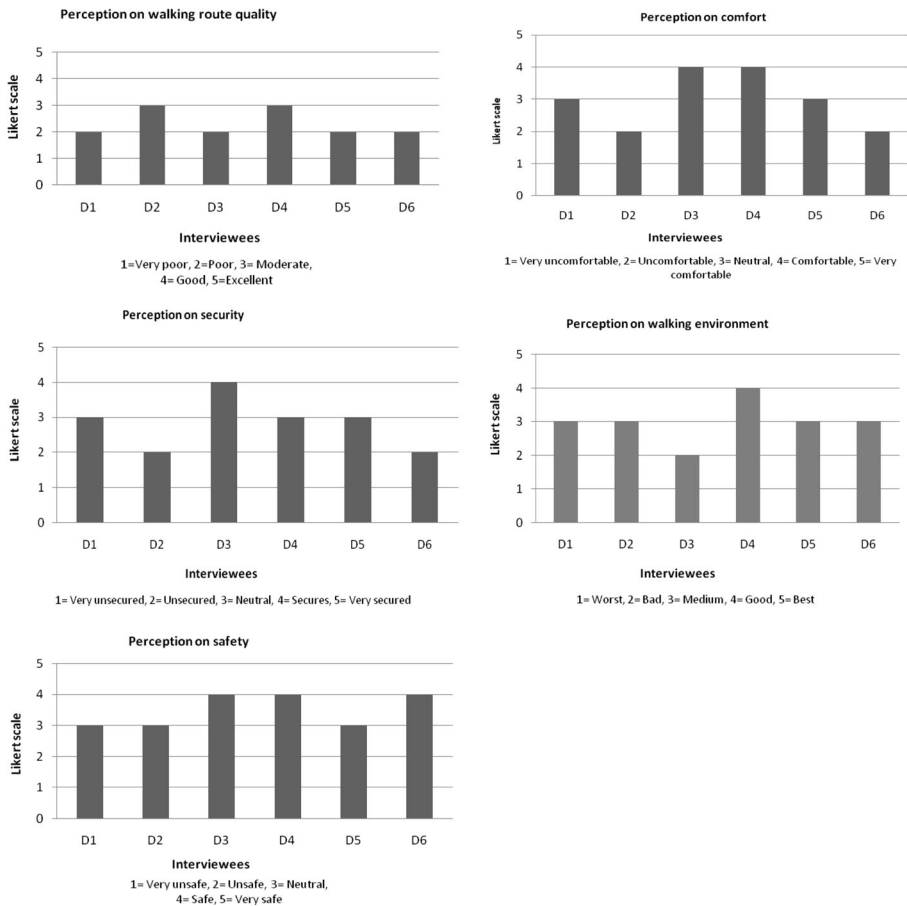 Perception on walking route quality
5
4
3
2
1
0
Likert scale
D1 D2 D3 D4 D5 D6
Interviewees
1=Very poor, 2=Poor, 3= Moderate,
4= Good, 5=Excellent
Perception on comfort
5
4
3
2
1
0
Likert scale
D1 D2 D3 D4 D5 D6
Interviewees
1= Very uncomfortable, 2= Uncomfortable, 3= Neutral, 4= Comfortable, 5= Very
comfortable
Perception on security
5
4
3
2
1
0
Likert scale
D1 D2 D3 D4 D5 D6
Interviewees
1= Very unsecured, 2= Unsecured, 3= Neutral, 4= Secures, 5= Very secured
Perception on walking environment
5
4
3
2
1
0
Likert scale
D1 D2 D3 D4 D5 D6
Interviewees
1= Worst, 2= Bad, 3= Medium, 4= Good, 5= Best
Perception on safety
5
4
3
2
1
0
Likert scale
D1 D2 D3 D4 D5 D6
Interviewees
1= Very unsafe, 2= Unsafe, 3= Neutral,
4= Safe, 5= Very safe